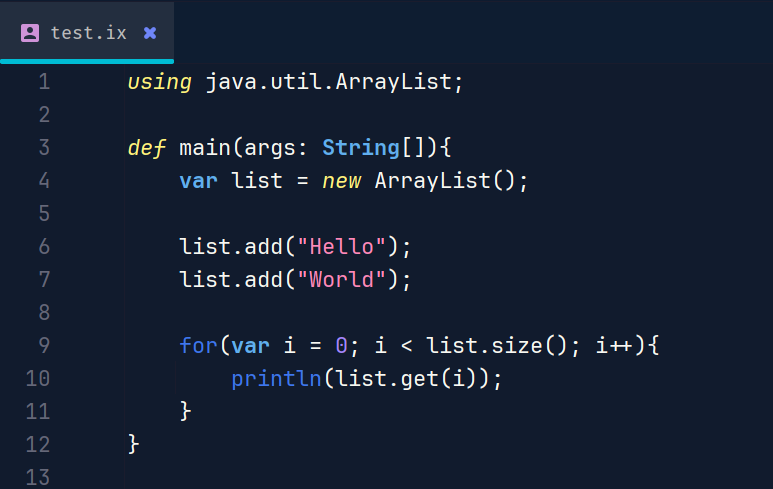 test.ix
1 using java.util.ArrayList;
2
3 def main(args: String[]){
4     var list = new ArrayList();
5
6     list.add("Hello");
7     list.add("World");
8
9     for(var i = 0; i < list.size(); i++){
10         println(list.get(i));
11     }
12 }
13